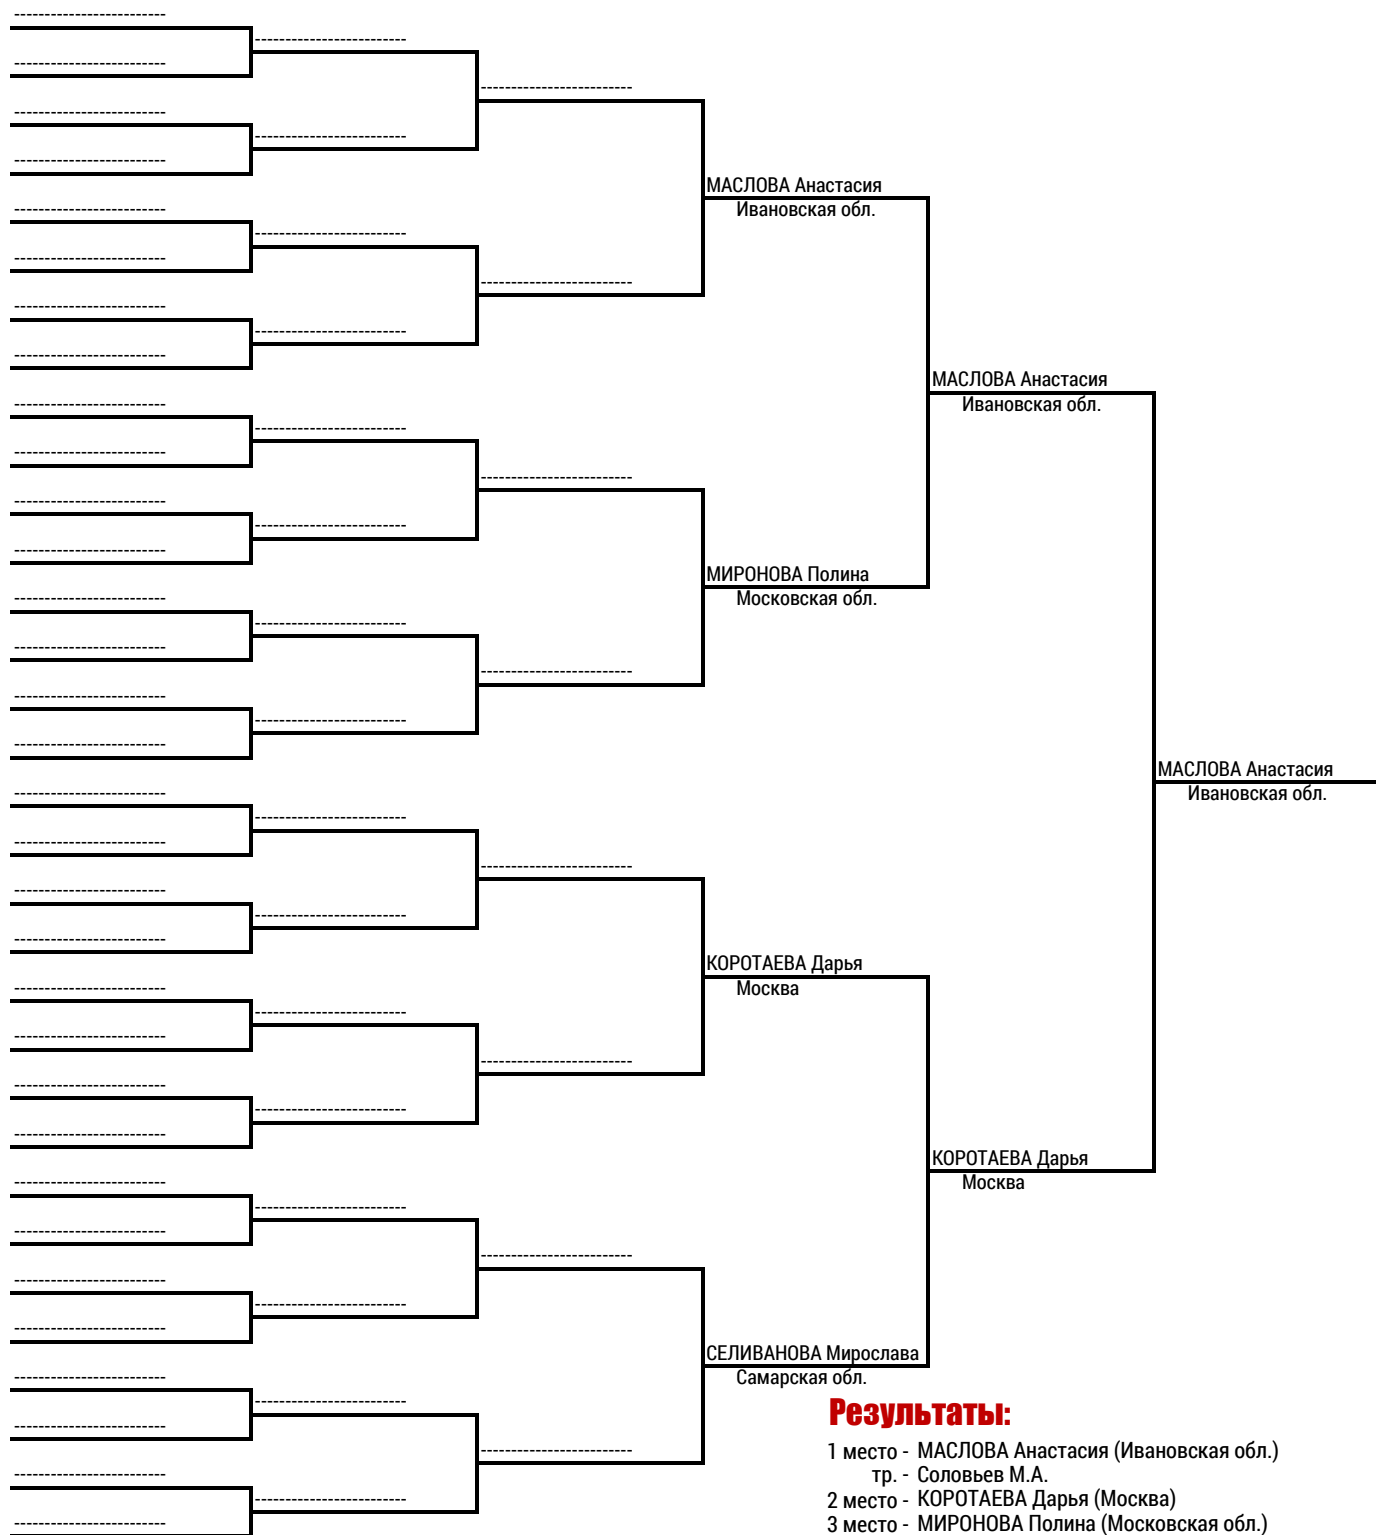 МАСЛОВА Анастасия
Ивановская обл.
МАСЛОВА Анастасия
Ивановская обл.
МИРОНОВА Полина
Московская обл.
МАСЛОВА Анастасия
Ивановская обл.
КОРОТАЕВА Дарья
Москва
КОРОТАЕВА Дарья
Москва
СЕЛИВАНОВА Мирослава
Самарская обл.
Результаты:
1 место - МАСЛОВА Анастасия (Ивановская обл.)
тр. - Соловьев М.А.
2 место - КОРОТАЕВА Дарья (Москва)
3 место - МИРОНОВА Полина (Московская обл.)